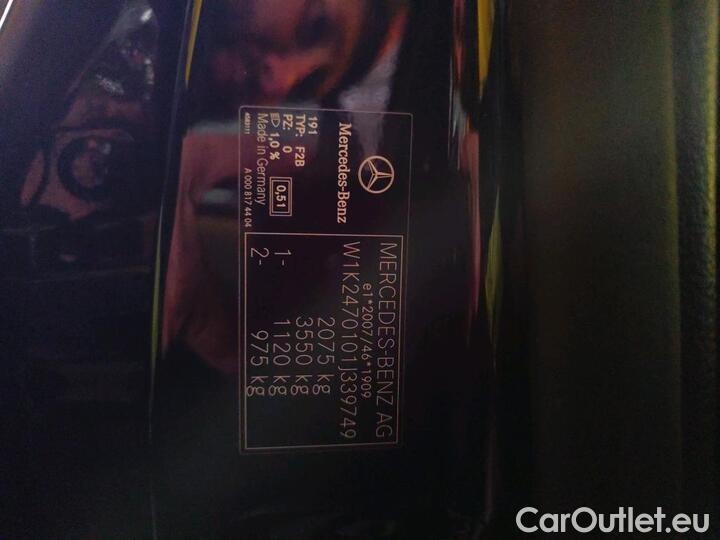 MERCEDES-BENZ AG
e1*2007/46*1909
W1K2470101J339749
2075 kg
3550 kg
1- 1120 kg
2- 975 kg
Mercedes-Benz
191
TYP: F2B
PZ: 0
1,0% 0,51
Made in Germany
A 000 817 44 04
4583111
CarOutlet.eu